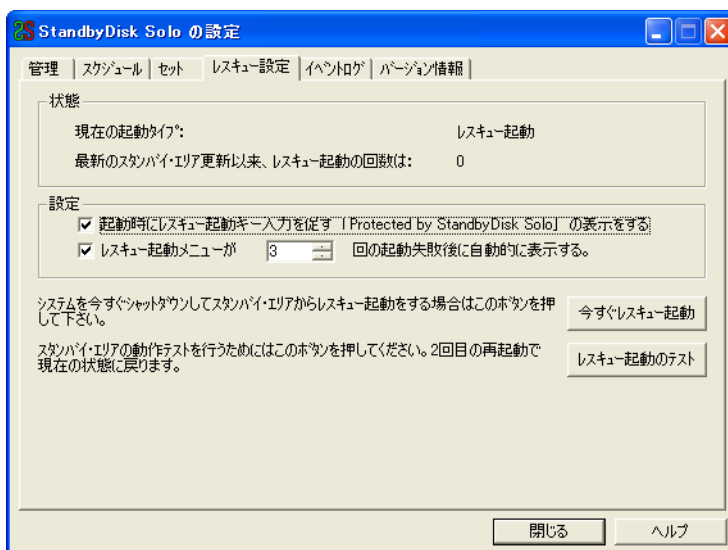 StandbyDisk Solo の設定
管理 スケジュール セット レスキュー設定 イベントログ バージョン情報
状態
現在の起動タイプ: レスキュー起動
最新のスタンバイ・エリア更新以来、レスキュー起動の回数は: 0
設定
起動時にレスキュー起動キー入力を促す「Protected by StandbyDisk Solo」の表示をする
レスキュー起動メニューが 3 回の起動失敗後に自動的に表示する。
システムを今すぐシャットダウンしてスタンバイ・エリアからレスキュー起動をする場合はこのボタンを押
して下さい。
今すぐレスキュー起動
スタンバイ・エリアの動作テストを行うためにはこのボタンを押してください。2回目の再起動で
現在の状態に戻ります。
レスキュー起動のテスト
閉じる ヘルプ